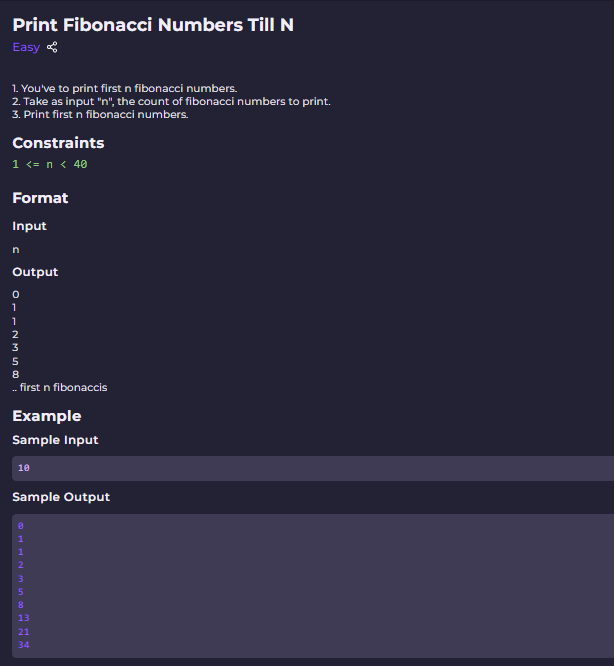 Print Fibonacci Numbers Till N
Easy
1. You've to print first n fibonacci numbers.
2. Take as input "n", the count of fibonacci numbers to print.
3. Print first n fibonacci numbers.
Constraints
1 <= n < 40
Format
Input
n
Output
0
1
1
2
3
5
8
.. first n fibonaccis
Example
Sample Input
10
Sample Output
0
1
1
2
3
5
8
13
21
34